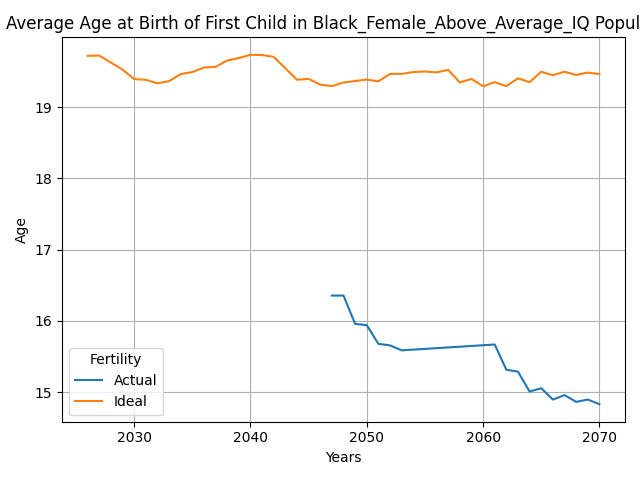 Average Age at Birth of First Child in Black_Female_Above_Average_IQ Popul
19
18
17
16
15
Age
Fertility
Actual
Ideal
2030
2040
2050
2060
2070
Years